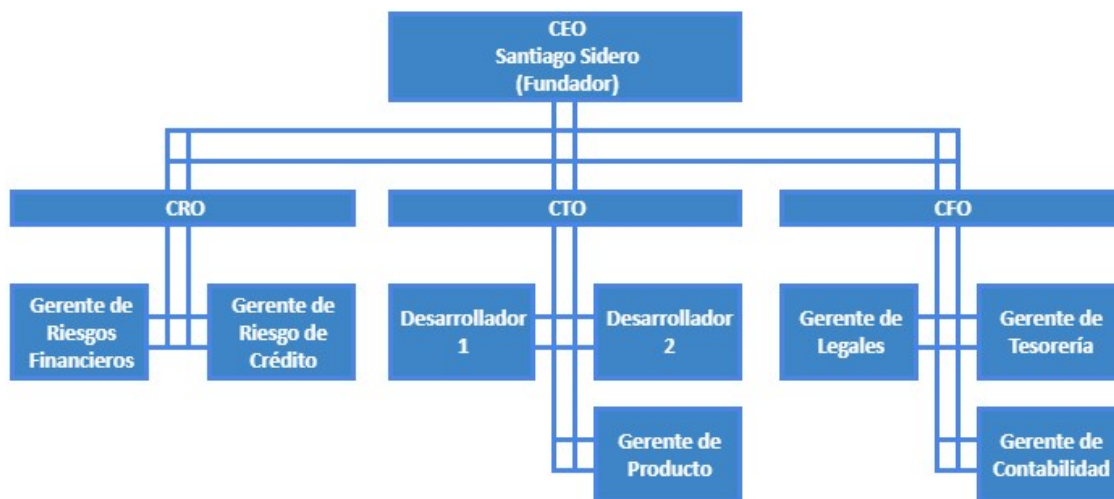 CEO
Santiago Sidero
(Fundador)
CRO
CTO
CFO
Gerente de
Riesgos
Financieros
Gerente de
Riesgo de
Crédito
Desarrollador
1
Desarrollador
2
Gerente de
Legales
Gerente de
Tesorería
Gerente de
Producto
Gerente de
Contabilidad